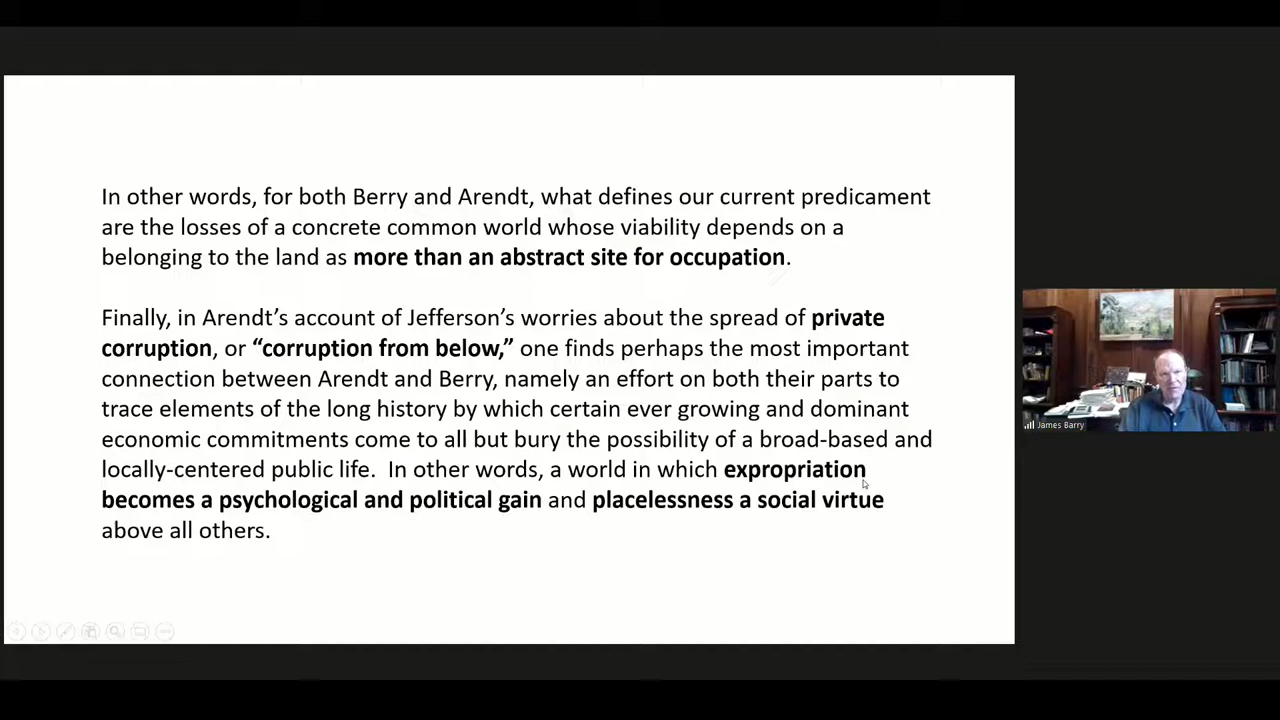 In other words, for both Berry and Arendt, what defines our current predicament
are the losses of a concrete common world whose viability depends on a
belonging to the land as more than an abstract site for occupation.
Finally, in Arendt’s account of Jefferson’s worries about the spread of private
corruption, or “corruption from below,” one finds perhaps the most important
connection between Arendt and Berry, namely an effort on both their parts to
trace elements of the long history by which certain ever growing and dominant
economic commitments come to all but bury the possibility of a broad-based and
locally-centered public life.  In other words, a world in which expropriation
becomes a psychological and political gain and placelessness a social virtue
above all others.
James Barry